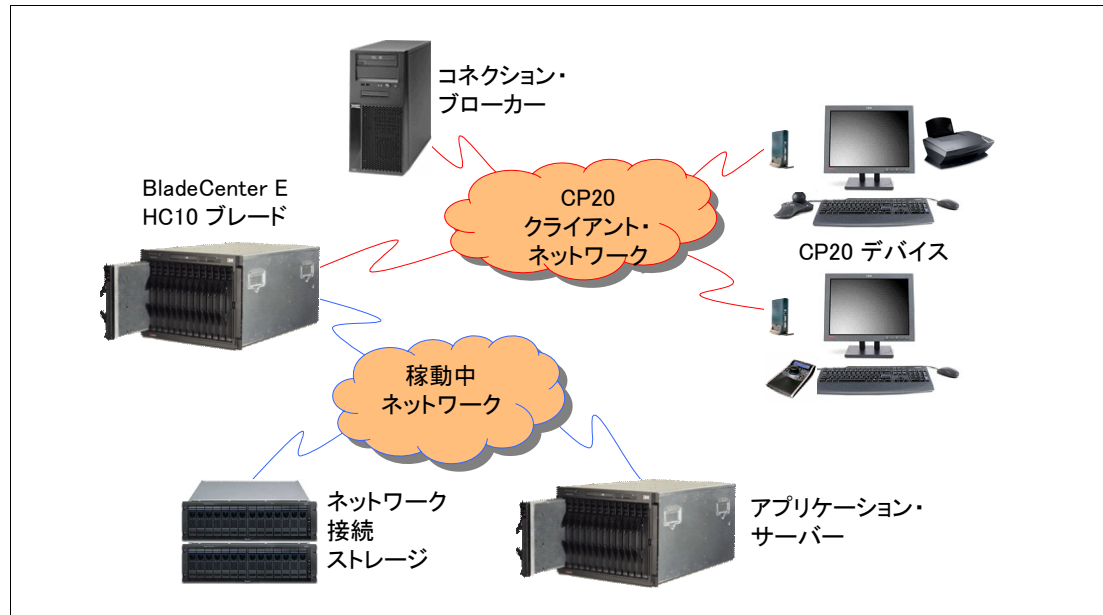 コネクション・
ブローカー
BladeCenter E
HC10 ブレード
CP20
クライアント・
ネットワーク
CP20 デバイス
稼動中
ネットワーク
ネットワーク
接続
ストレージ
アプリケーション・
サーバー